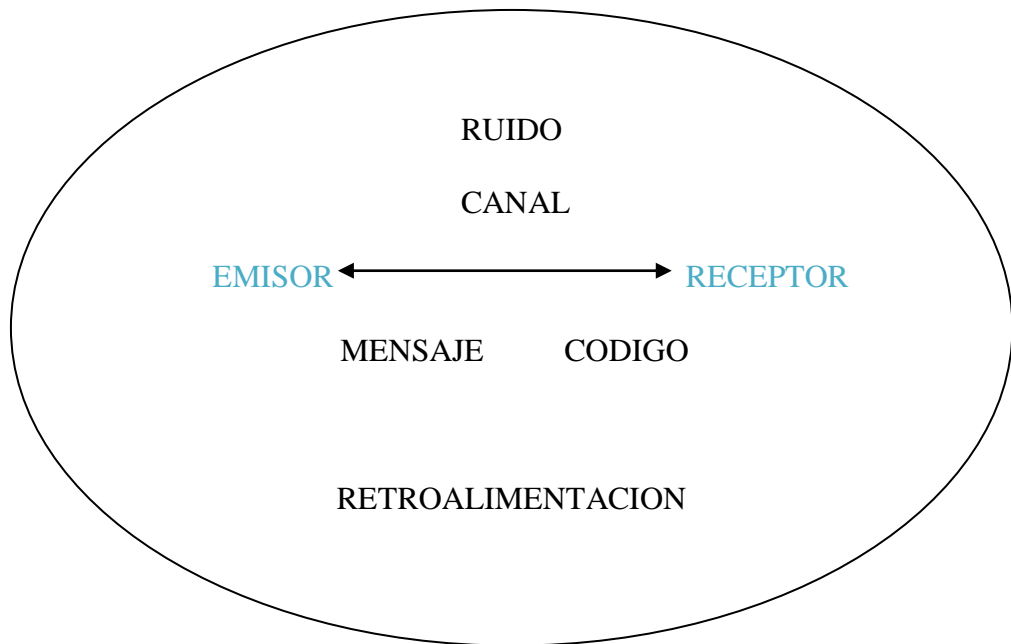 RUIDO
CANAL
EMISOR RECEPTOR
MENSAJE CODIGO
RETROALIMENTACION